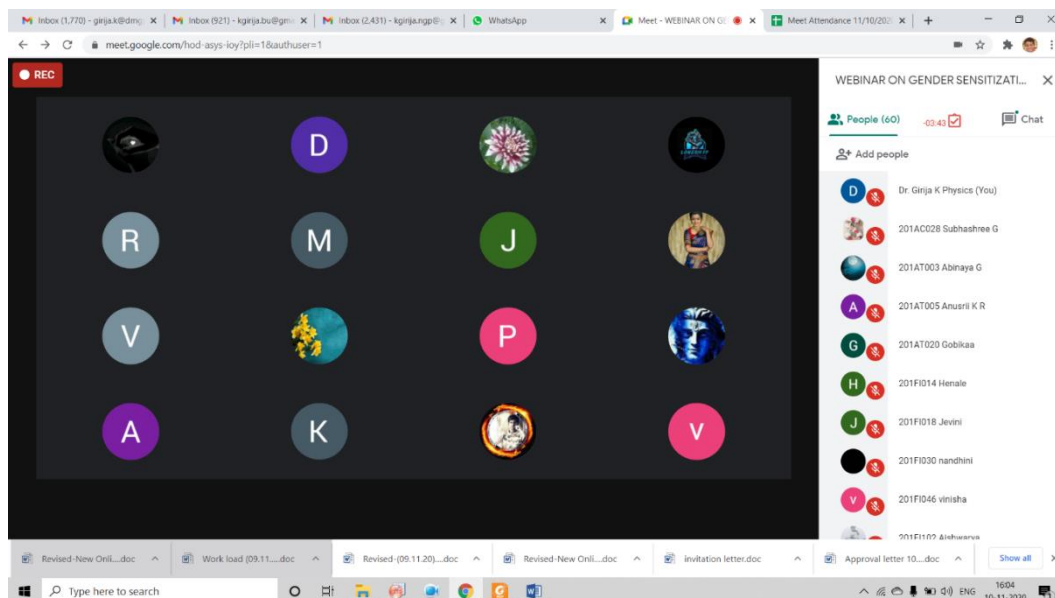 Inbox (1,770) - girija.k@dmg
Inbox (921) - kgirija.bu@gm
Inbox (2,431) - kgirija.ngp@
WhatsApp
Meet - WEBINAR ON GE
Meet Attendance 11/10/202
meet.google.com/hod-asys-ioy?pli=1&authuser=1
REC
WEBINAR ON GENDER SENSITIZATI...
People (60)
-03:43
Chat
Add people
D
R
M
J
V
P
A
K
V
D Dr. Girija K Physics (You)
201AC028 Subhashree G
201AT003 Abinaya G
A 201AT005 Anusrii K R
G 201AT020 Gobikaa
H 201FI014 Henale
J 201FI018 Jevini
201FI030 nandhini
v 201FI046 vinisha
201FI102 Aishwarya
Revised-New Onli....doc
Work load (09.11.....doc
Revised-(09.11.20)....doc
Revised-New Onli....doc
invitation letter.doc
Approval letter 10....doc
Show all
Type here to search
ENG
16:04
10-11-2020